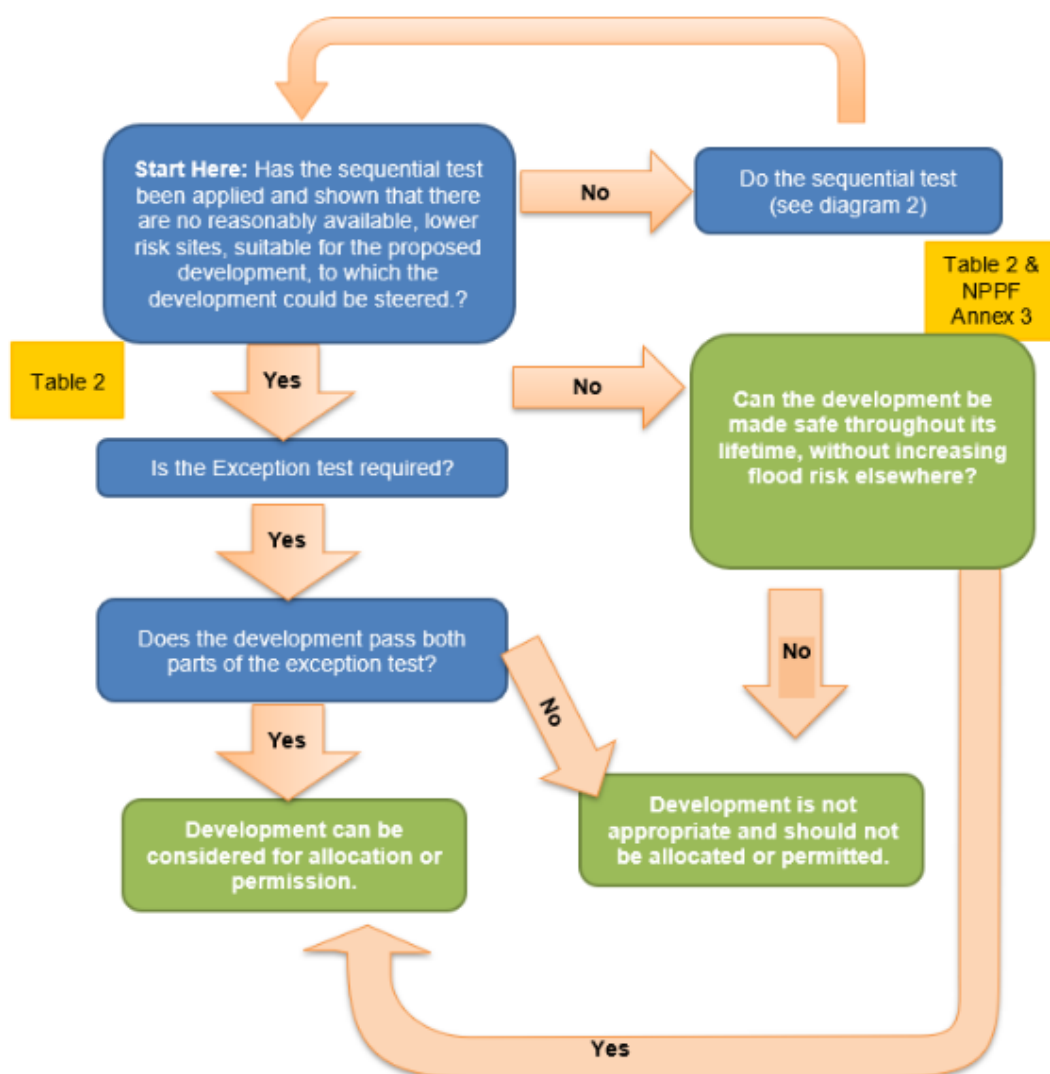 Start Here: Has the sequential test
been applied and shown that there
are no reasonably available, lower
risk sites, suitable for the proposed
development, to which the
development could be steered.?
No
Do the sequential test
(see diagram 2)
Table 2 &
NPPF
Annex 3
Table 2
Yes
No
Can the development be
made safe throughout its
lifetime, without increasing
flood risk elsewhere?
Is the Exception test required?
Yes
Does the development pass both
parts of the exception test?
No
No
Yes
Development can be
considered for allocation or
permission.
Development is not
appropriate and should not
be allocated or permitted.
Yes